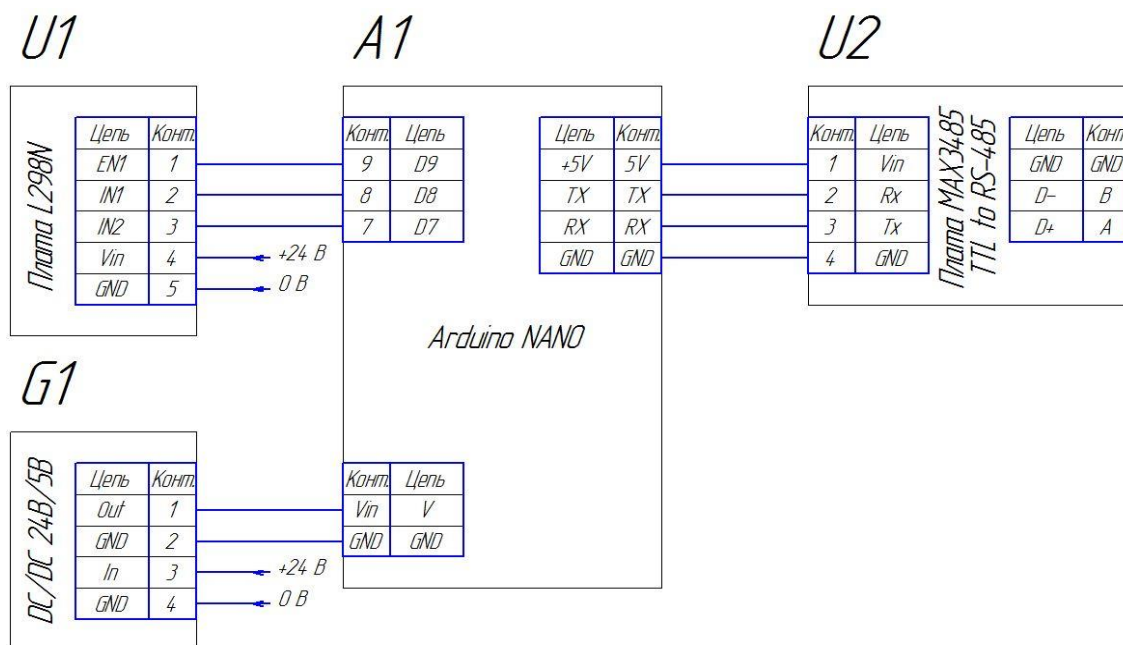 U1
A1
U2
Плата L298N
Цепь Конт.
EN1 1
IN1 2
IN2 3
Vin 4
GND 5
+24 В
0 В
Конт. Цепь
9 D9
8 D8
7 D7
Цепь Конт.
+5V 5V
TX TX
RX RX
GND GND
Arduino NANO
Конт. Цепь
1 Vin
2 Rx
3 Tx
4 GND
Плата MAX3485
TTL to RS-485
Цепь Конт
GND GND
D- B
D+ A
G1
DC/DC 24В/5В
Цепь Конт.
Out 1
GND 2
In 3
GND 4
+24 В
0 В
Конт. Цепь
Vin V
GND GND